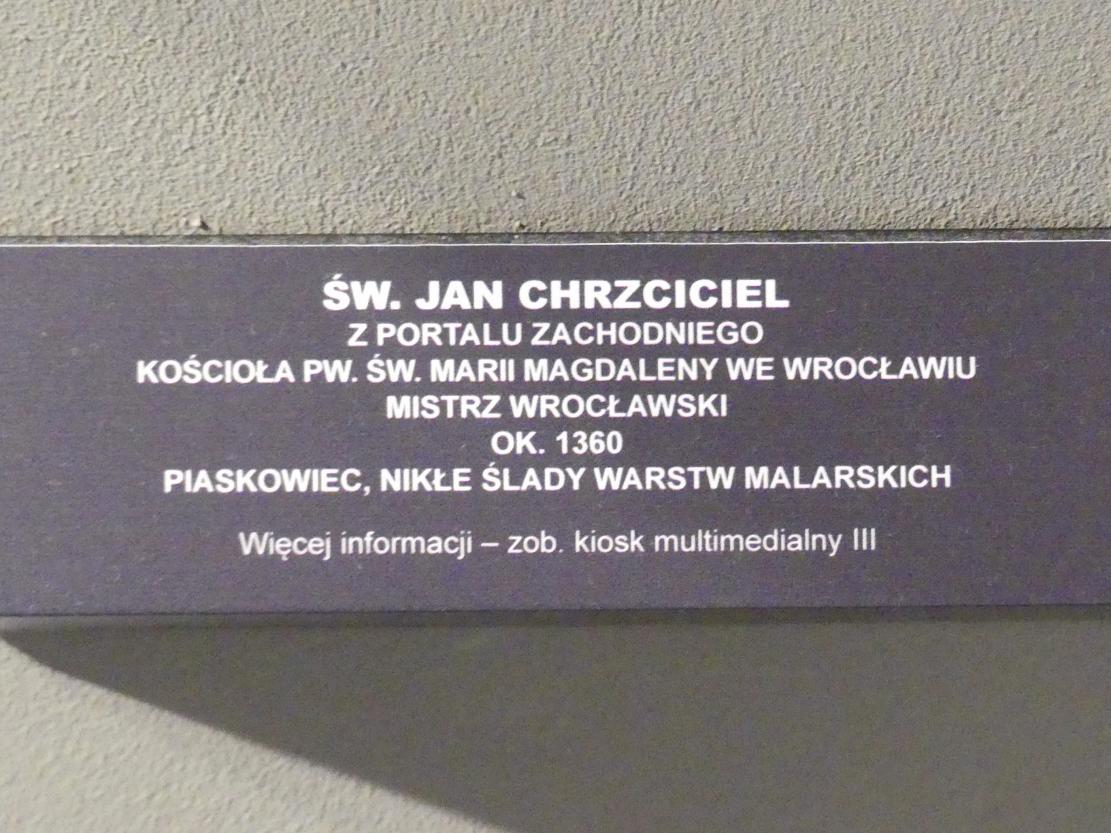 ŚW. JAN CHRZCICIEL
Z PORTALU ZACHODNIEGO
KOŚCIOŁA PW. ŚW. MARII MAGDALENY WE WROCŁAWIU
MISTRZ WROCŁAWSKI
OK. 1360
PIASKOWIEC, NIKŁE ŚLADY WARSTW MALARSKICH
Więcej informacji – zob. kiosk multimedialny III